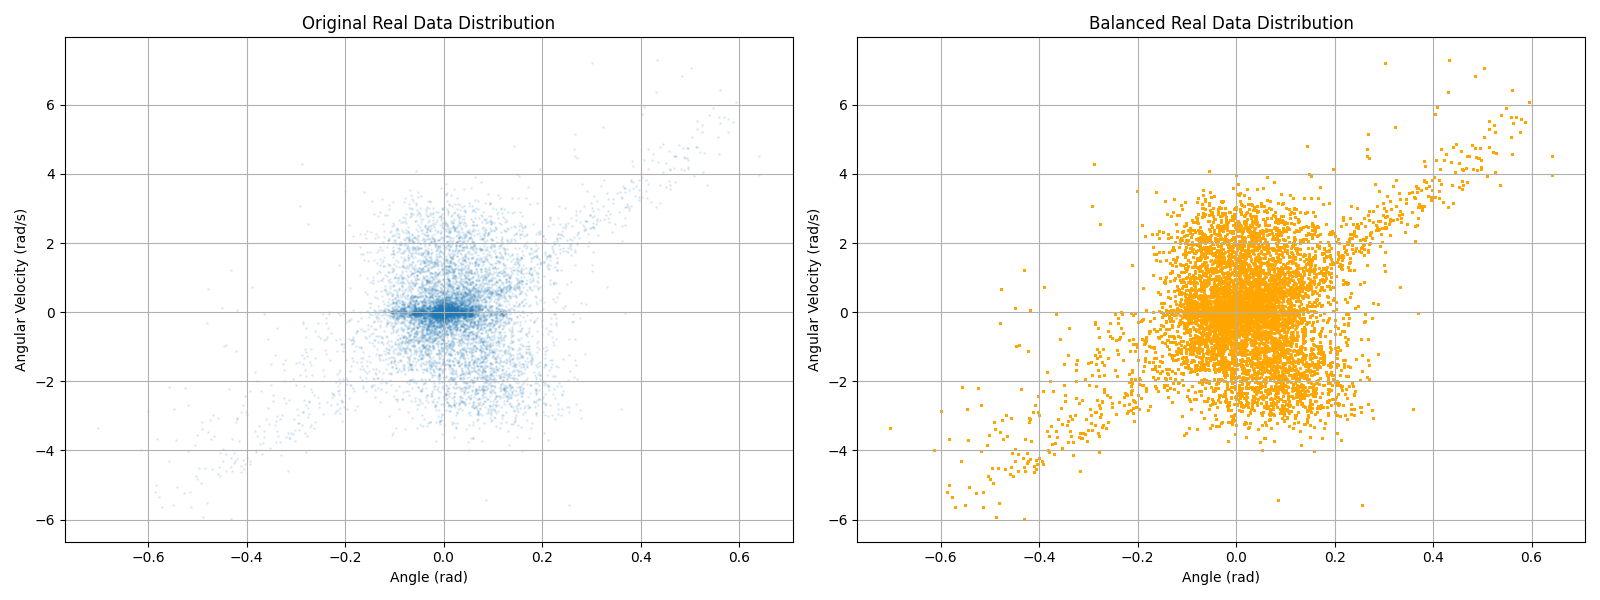 Original Real Data Distribution
Angular Velocity (rad/s)
6
4
2
0
−2
−4
−6
−0.6 −0.4 −0.2 0.0 0.2 0.4 0.6
Angle (rad)
Balanced Real Data Distribution
Angular Velocity (rad/s)
6
4
2
0
−2
−4
−6
−0.6 −0.4 −0.2 0.0 0.2 0.4 0.6
Angle (rad)